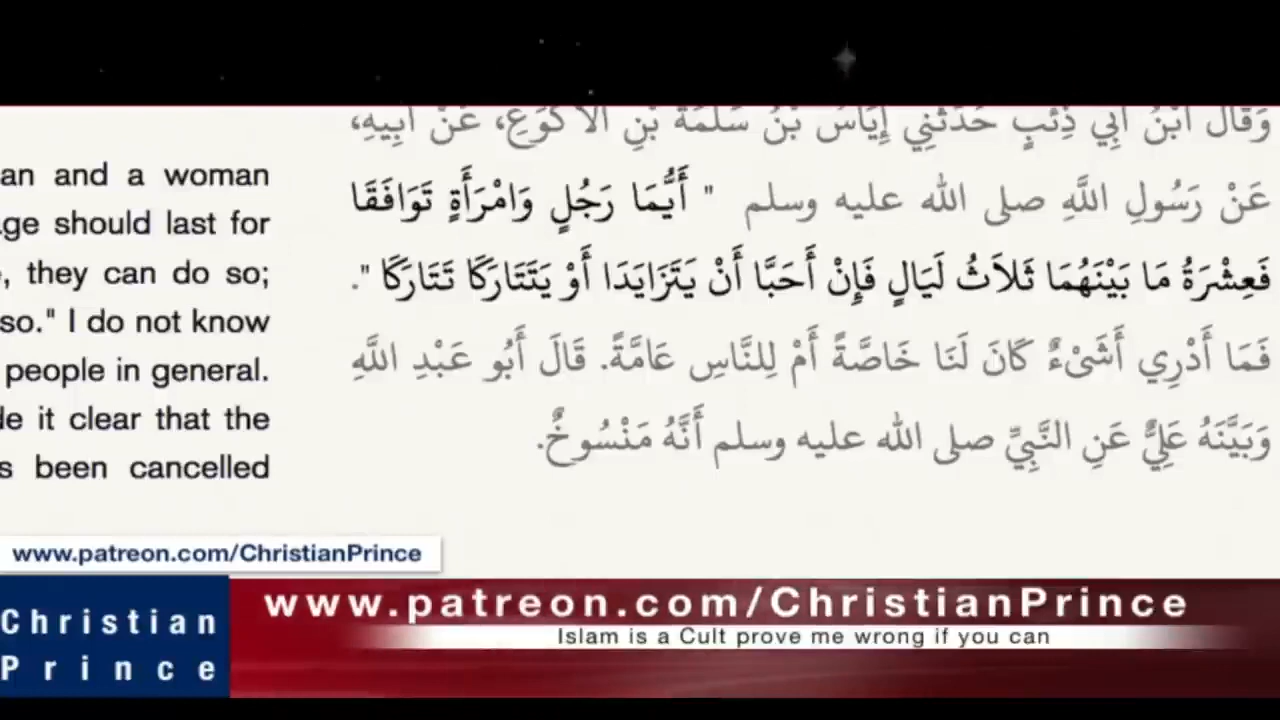 an and a woman
ge should last for
, they can do so;
so." I do not know
people in general.
e it clear that the
s been cancelled
وَقَالَ ابْنُ أَبِي ذِئْبٍ حَدَّثَنِي إِيَاسُ بْنُ سَلَمَةَ بْنِ الأَكْوَعِ، عَنْ أَبِيهِ،
عَنْ رَسُولِ اللَّهِ صلى الله عليه وسلم " أَيُّمَا رَجُلٍ وَامْرَأَةٍ تَوَافَقَا
فَعِشْرَةُ مَا بَيْنَهُمَا ثَلاَثُ لَيَالٍ فَإِنْ أَحَبَّا أَنْ يَتَزَايَدَا أَوْ يَتَتَارَكَا تَتَارَكَا ".
فَمَا أَدْرِي أَشَىْءٌ كَانَ لَنَا خَاصَّةً أَمْ لِلنَّاسِ عَامَّةً. قَالَ أَبُو عَبْدِ اللَّهِ
وَبَيَّنَهُ عَلِيٌّ عَنِ النَّبِيِّ صلى الله عليه وسلم أَنَّهُ مَنْسُوخٌ.
www.patreon.com/ChristianPrince
Christian
Prince
www.patreon.com/ChristianPrince
Islam is a Cult prove me wrong if you can